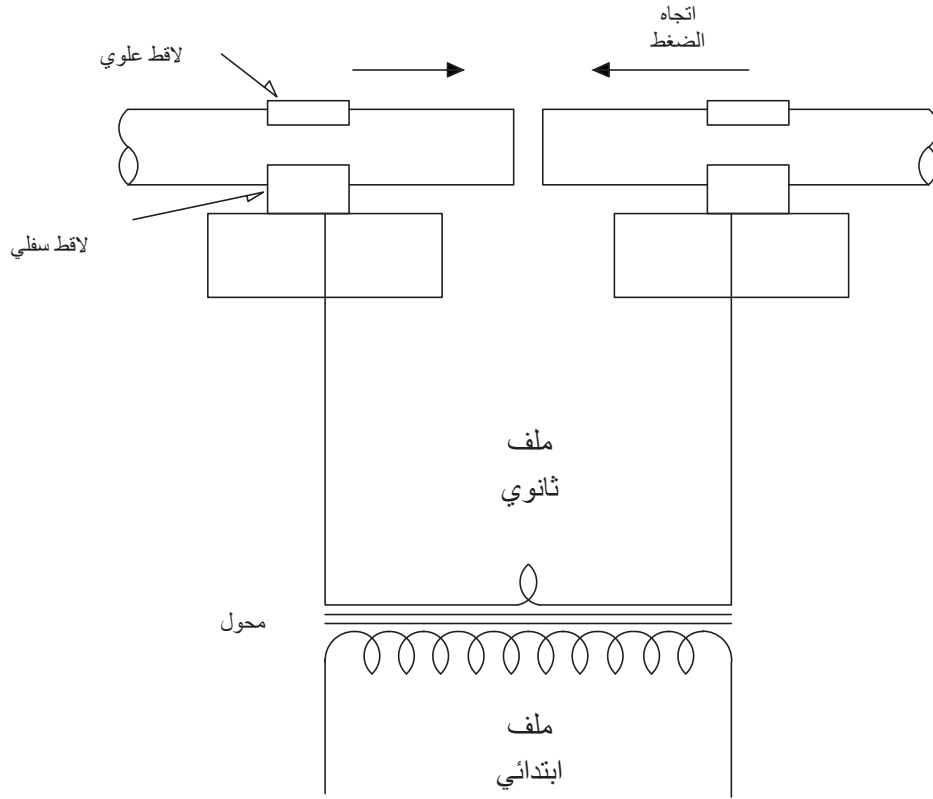 اتجاه
الضغط
لاقط علوي
لاقط سفلي
ملف
ثانوي
محول
ملف
ابتدائي